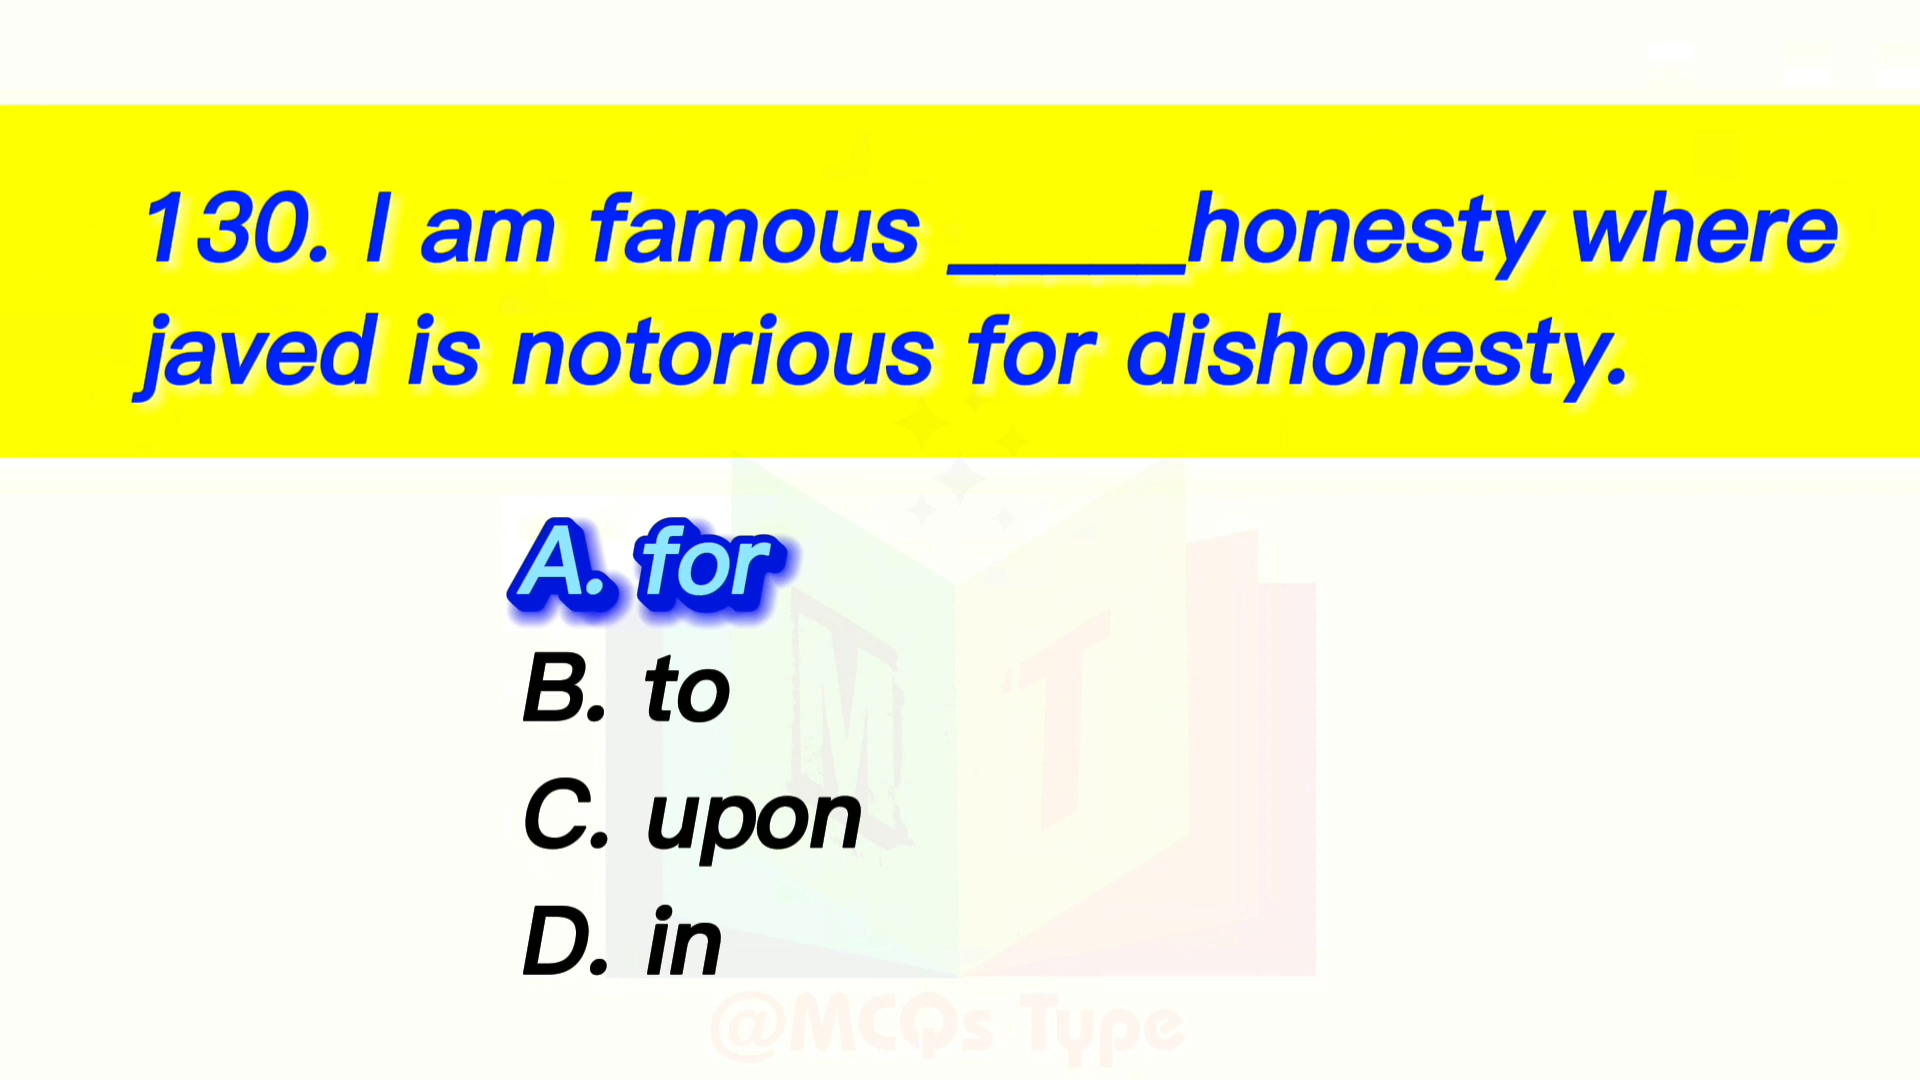 130. I am famous _____honesty where
javed is notorious for dishonesty.
A. for
B. to
C. upon
D. in
M T
@MCQs Type